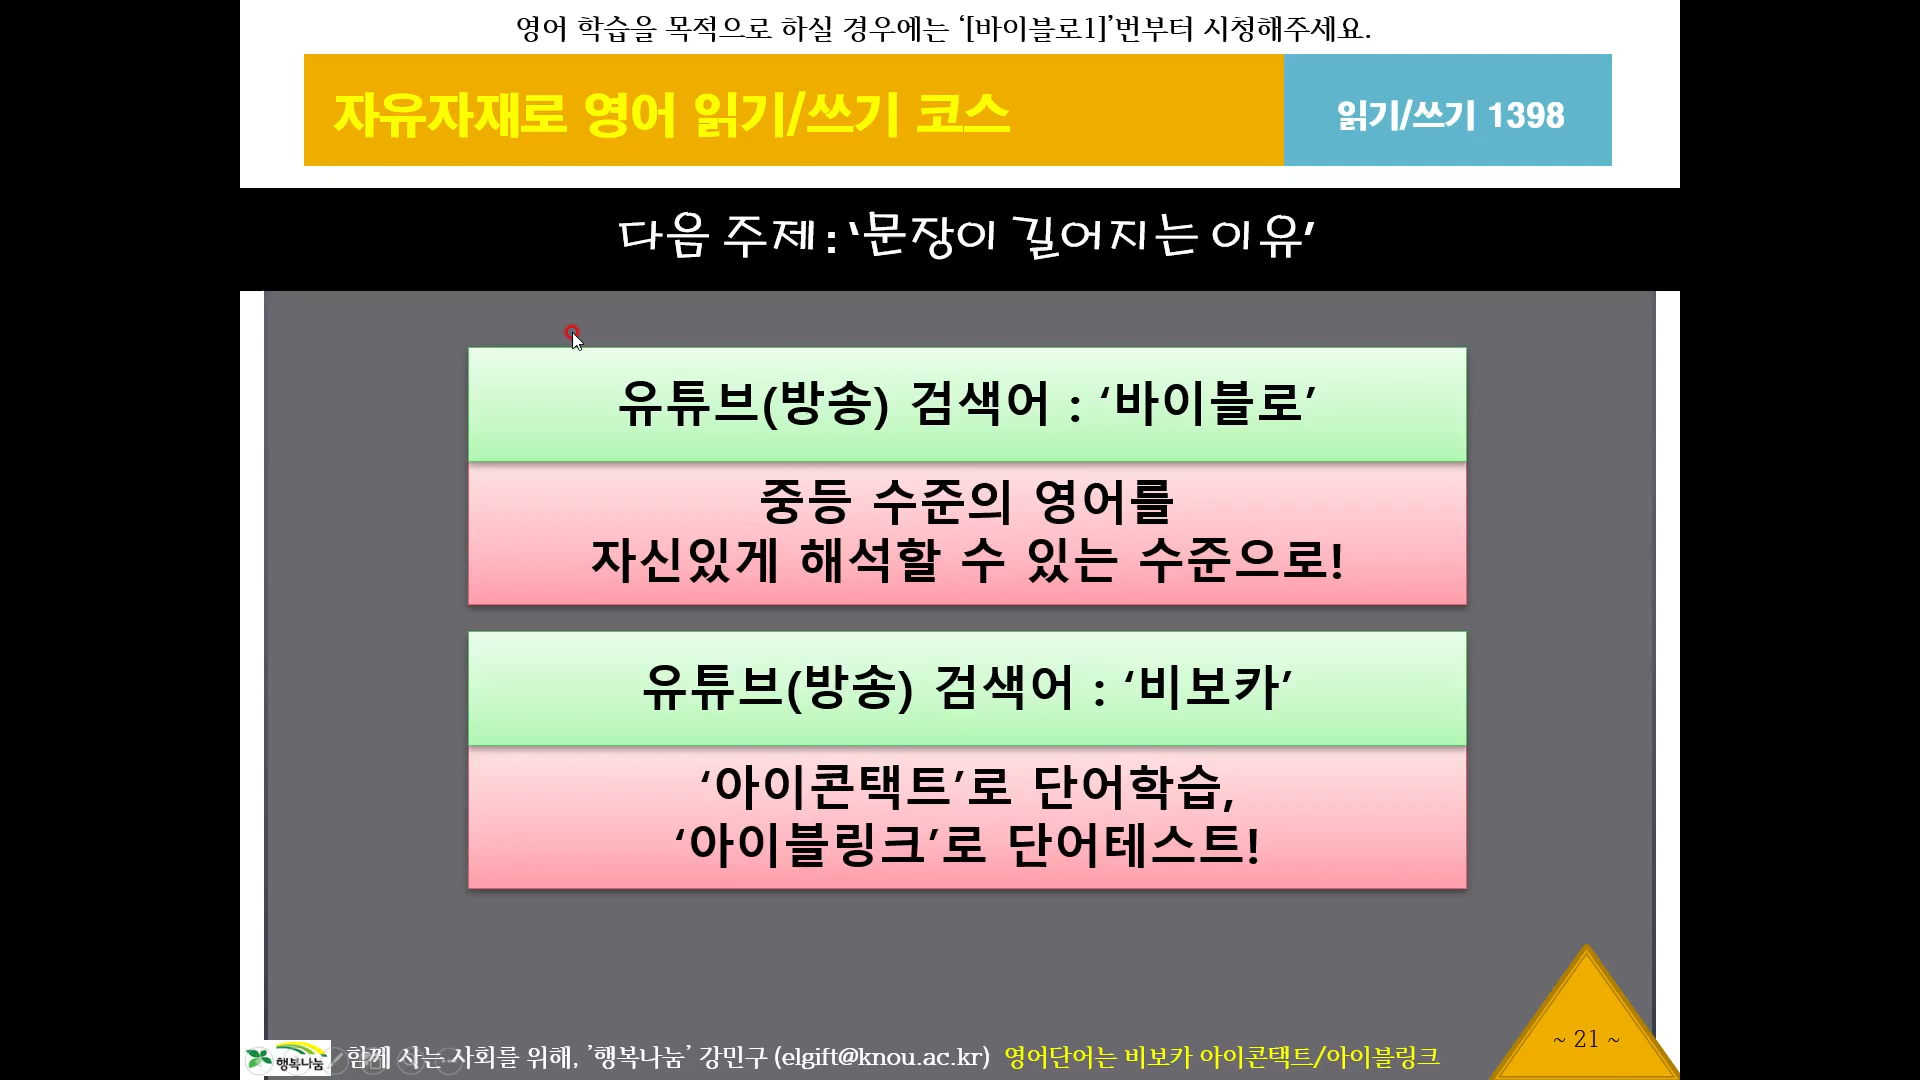 영어 학습을 목적으로 하실 경우에는 ‘[바이블로1]’번부터 시청해주세요.
자유자재로 영어 읽기/쓰기 코스
읽기/쓰기 1398
다음 주제 : ‘문장이 길어지는 이유’
유튜브(방송) 검색어 : ‘바이블로’
중등 수준의 영어를
자신있게 해석할 수 있는 수준으로!
유튜브(방송) 검색어 : ‘비보카’
‘아이콘택트’로 단어학습,
‘아이블링크’로 단어테스트!
~ 21 ~
행복나눔
함께 사는 사회를 위해, ’행복나눔’ 강민구 (elgift@knou.ac.kr) 영어단어는 비보카 아이콘택트/아이블링크